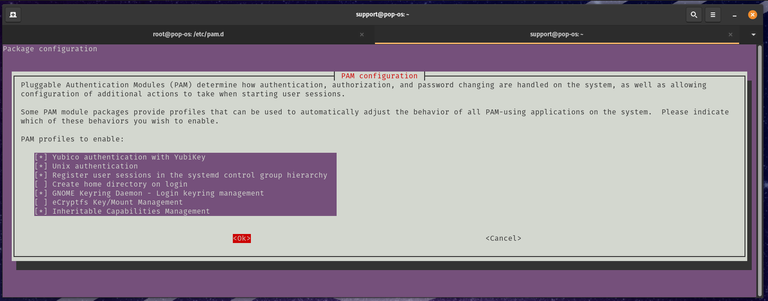 support@pop-os: ~
root@pop-os: /etc/pam.d
support@pop-os: ~
Package configuration
PAM configuration
Pluggable Authentication Modules (PAM) determine how authentication, authorization, and password changing are handled on the system, as well as allowing
configuration of additional actions to take when starting user sessions.
Some PAM module packages provide profiles that can be used to automatically adjust the behavior of all PAM-using applications on the system.  Please indicate
which of these behaviors you wish to enable.
PAM profiles to enable:
[*] Yubico authentication with YubiKey
[*] Unix authentication
[*] Register user sessions in the systemd control group hierarchy
[ ] Create home directory on login
[*] GNOME Keyring Daemon - Login keyring management
[ ] eCryptfs Key/Mount Management
[*] Inheritable Capabilities Management
<Ok>
<Cancel>